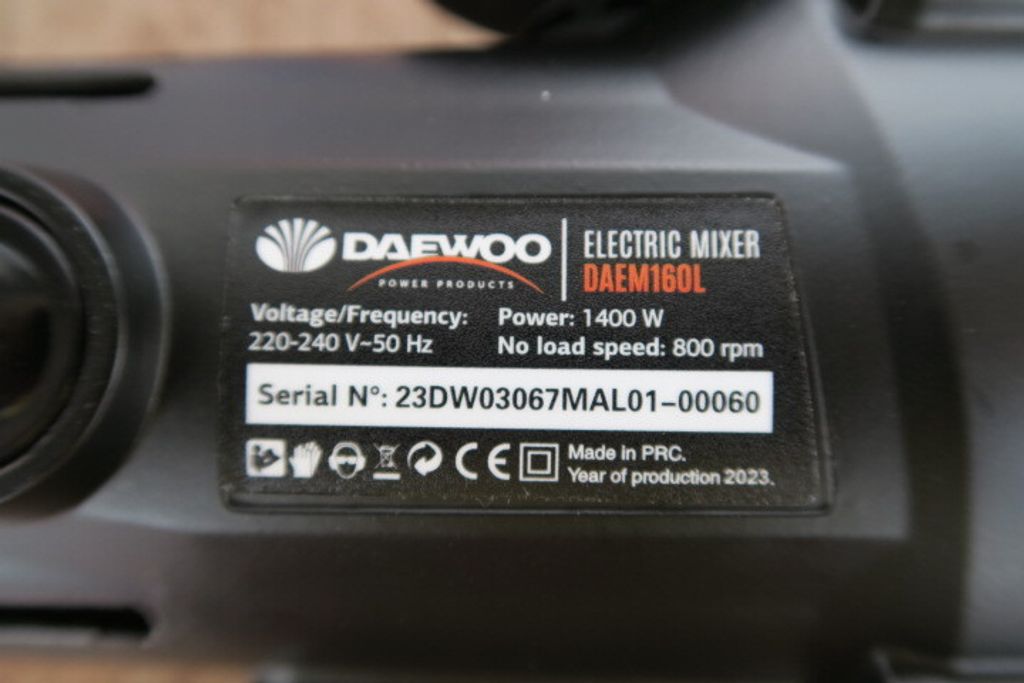 DAEWOO
POWER PRODUCTS
ELECTRIC MIXER
DAEM160L
Voltage/Frequency:
220-240 V~50 Hz
Power: 1400 W
No load speed: 800 rpm
Serial N°: 23DW03067MAL01-00060
CE
Made in PRC.
Year of production 2023.